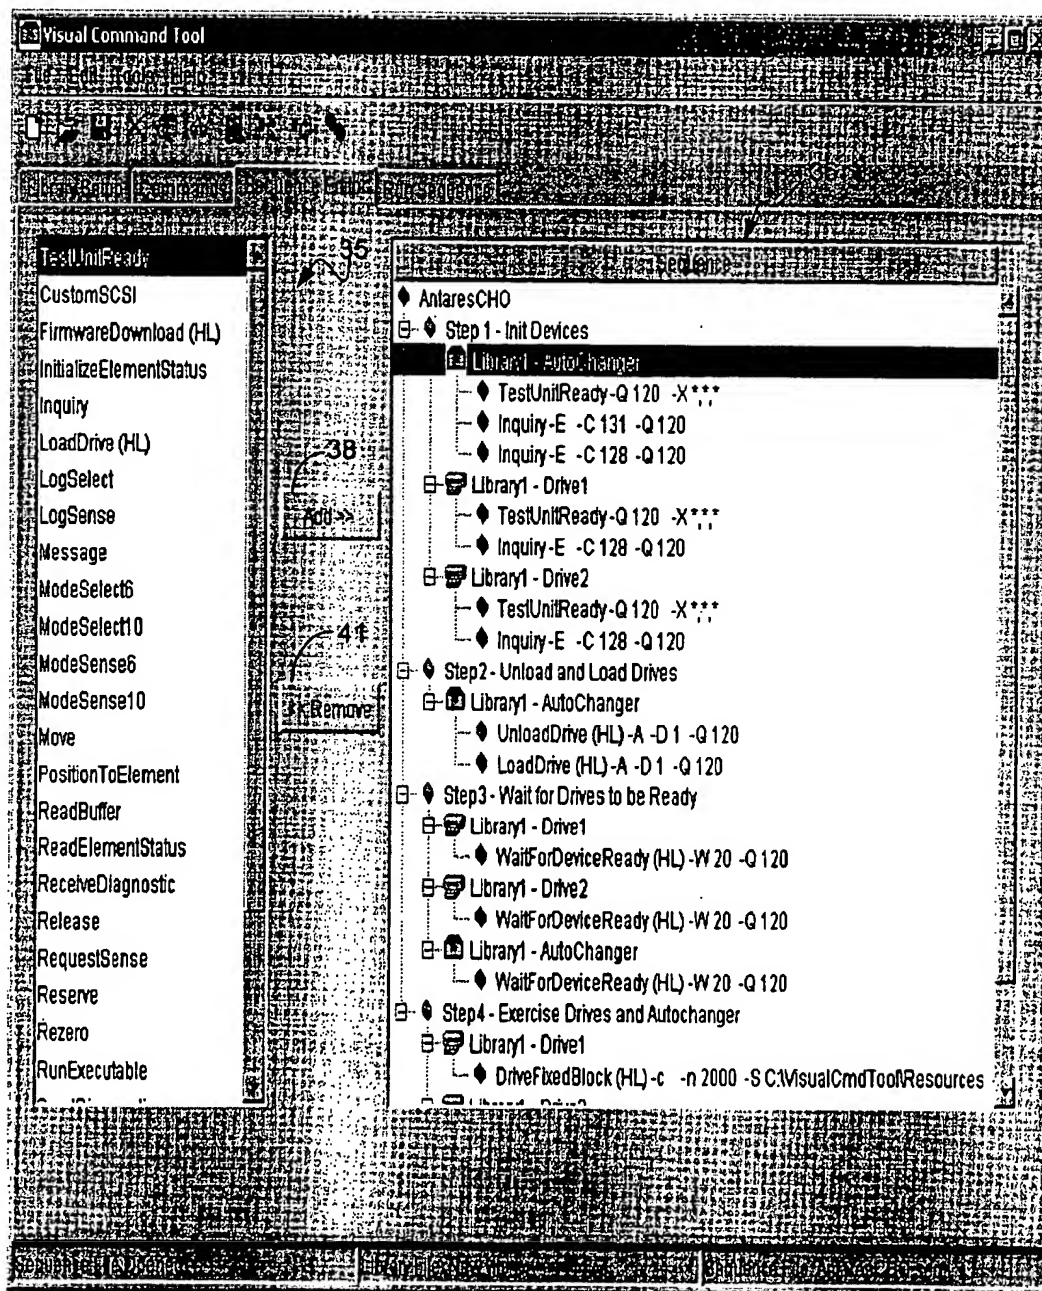 Visual Command Tool
File Edit Tools Help
Sequence
35
TestUnitReady
CustomSCSI
FirmwareDownload (HL)
InitializeElementStatus
Inquiry
LoadDrive (HL)
LogSelect
LogSense
Message
ModeSelect6
ModeSelect10
ModeSense6
ModeSense10
Move
PositionToElement
ReadBuffer
ReadElementStatus
ReceiveDiagnostic
Release
RequestSense
Reserve
Rezero
RunExecutable
38
Add >>
41
<< Remove
Sequence
AntaresCHO
Step 1 - Init Devices
Library1 - AutoChanger
TestUnitReady-Q 120 -X *,*,*
Inquiry-E -C 131 -Q 120
Inquiry-E -C 128 -Q 120
Library1 - Drive1
TestUnitReady-Q 120 -X *,*,*
Inquiry-E -C 128 -Q 120
Library1 - Drive2
TestUnitReady-Q 120 -X *,*,*
Inquiry-E -C 128 -Q 120
Step2 - Unload and Load Drives
Library1 - AutoChanger
UnloadDrive (HL)-A -D 1 -Q 120
LoadDrive (HL)-A -D 1 -Q 120
Step3 - Wait for Drives to be Ready
Library1 - Drive1
WaitForDeviceReady (HL) -W 20 -Q 120
Library1 - Drive2
WaitForDeviceReady (HL) -W 20 -Q 120
Library1 - AutoChanger
WaitForDeviceReady (HL) -W 20 -Q 120
Step4 - Exercise Drives and Autochanger
Library1 - Drive1
DriveFixedBlock (HL) -c -n 2000 -S C:\VisualCmdTool\Resources